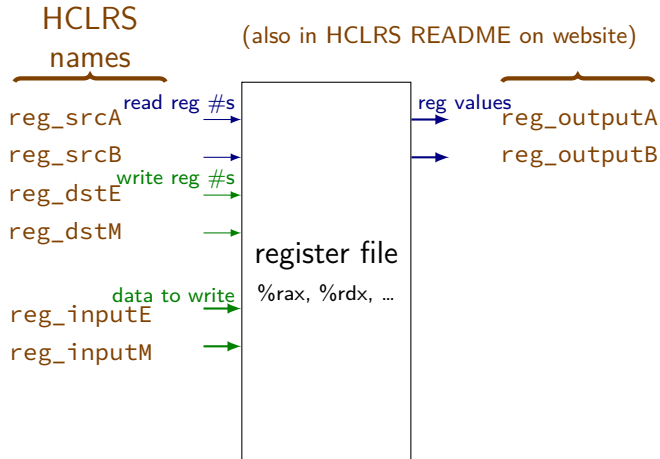 HCLRS
names
(also in HCLRS README on website)
read reg #s
reg values
reg_srcA
reg_outputA
reg_srcB
reg_outputB
write reg #s
reg_dstE
reg_dstM
register file
%rax, %rdx, …
data to write
reg_inputE
reg_inputM